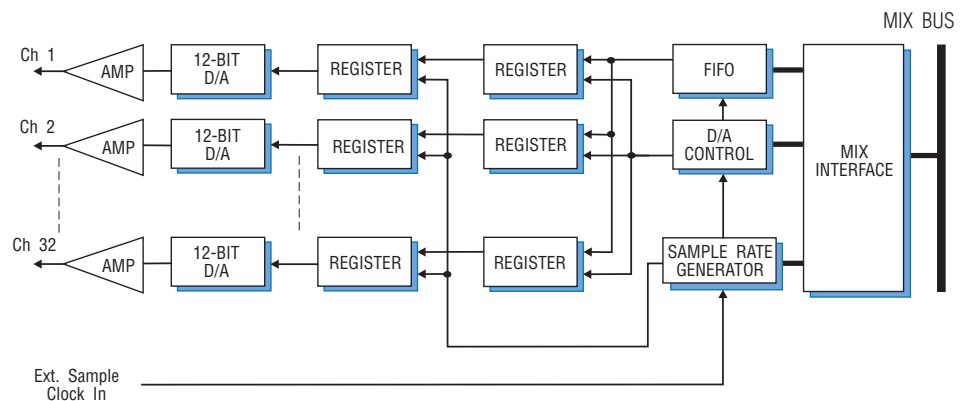 MIX BUS
Ch 1
AMP
12-BIT
D/A
REGISTER
REGISTER
FIFO
Ch 2
AMP
12-BIT
D/A
REGISTER
REGISTER
D/A
CONTROL
MIX
INTERFACE
Ch 32
AMP
12-BIT
D/A
REGISTER
REGISTER
SAMPLE RATE
GENERATOR
Ext. Sample
Clock In